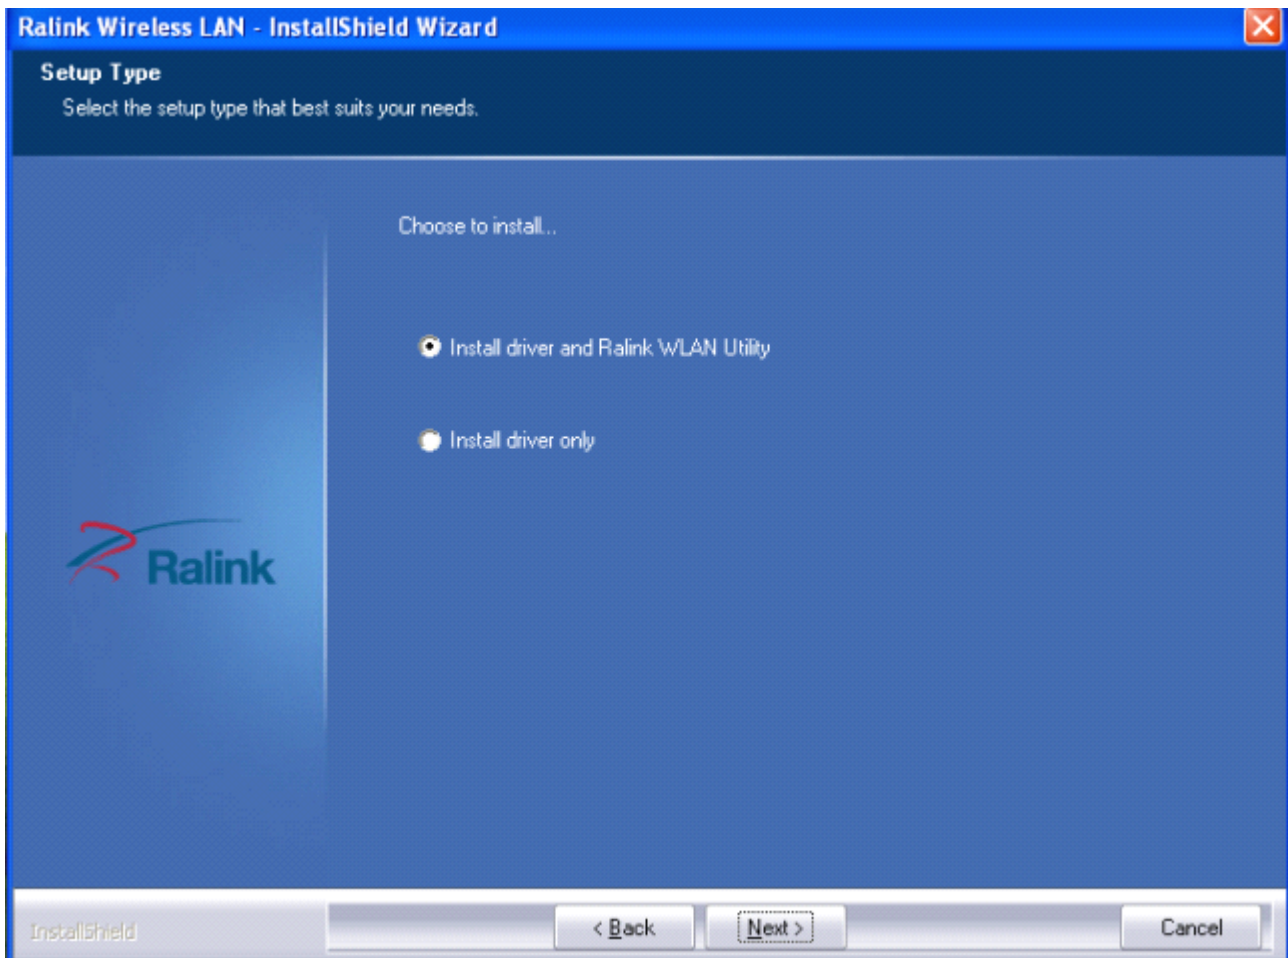 Ralink Wireless LAN - InstallShield Wizard
Setup Type
Select the setup type that best suits your needs.
Choose to install...
Install driver and Ralink WLAN Utility
Install driver only
Ralink
InstallShield
< Back
Next >
Cancel